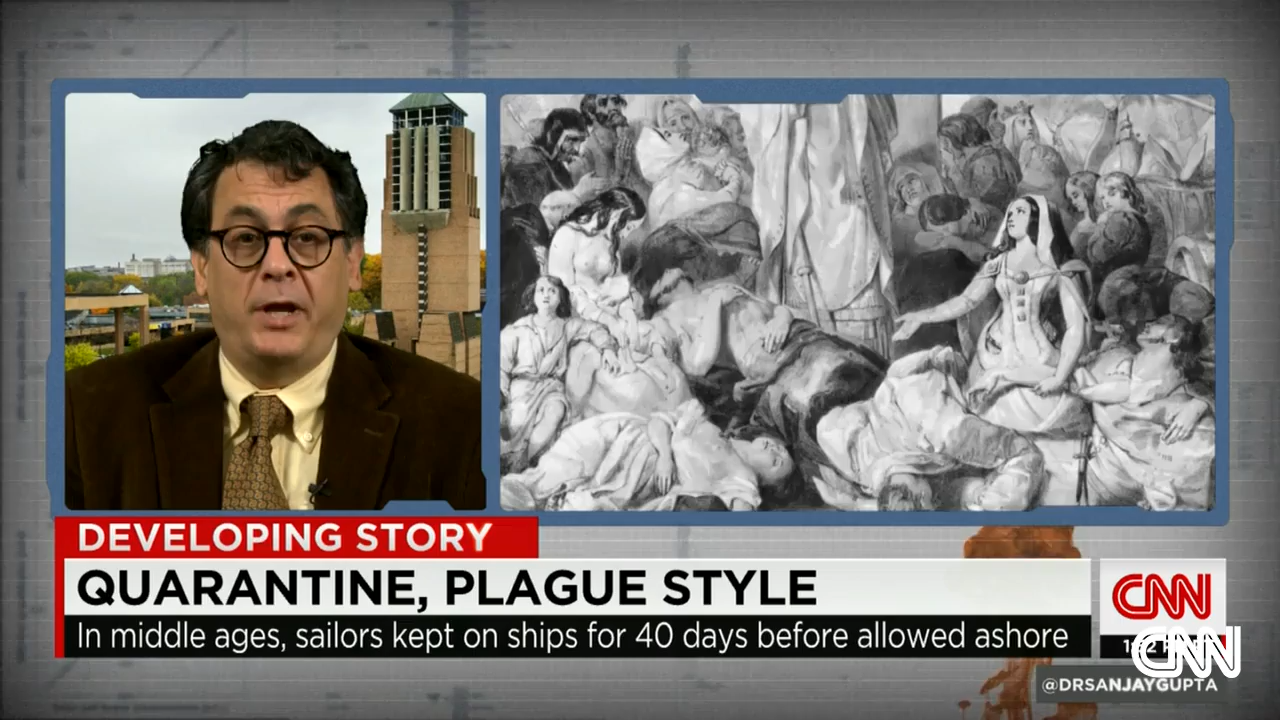 DEVELOPING STORY
QUARANTINE, PLAGUE STYLE
In middle ages, sailors kept on ships for 40 days before allowed ashore
CNN
CNN
@DRSANJAYGUPTA